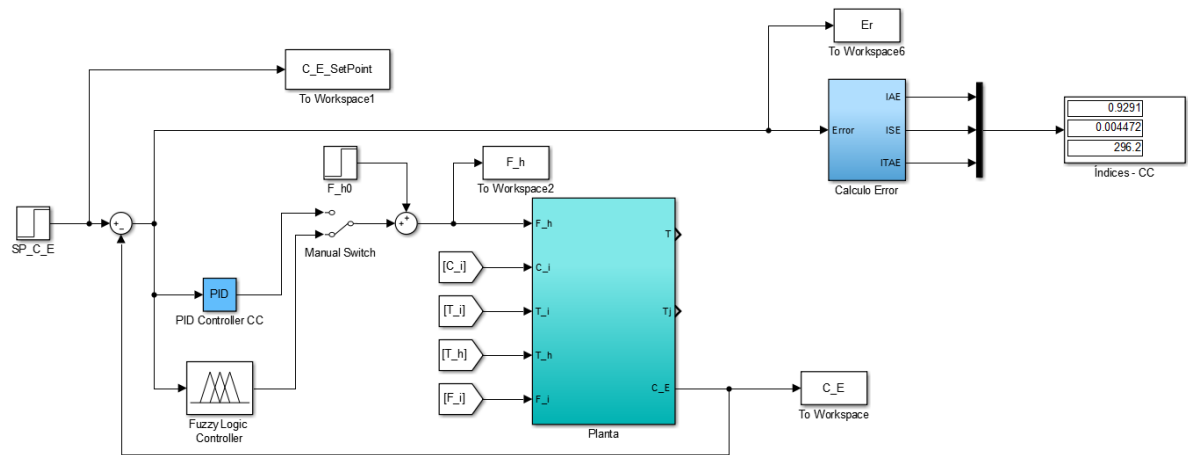 Er
To Workspace6
C_E_SetPoint
To Workspace1
IAE
Error
ISE
ITAE
Calculo Error
0.9291
0.004472
296.2
Índices - CC
F_h0
F_h
To Workspace2
SP_C_E
Manual Switch
PID
PID Controller CC
Fuzzy Logic
Controller
[C_i]
[T_i]
[T_h]
[F_i]
F_h
C_i
T_i
T_h
F_i
T
Tj
C_E
Planta
C_E
To Workspace